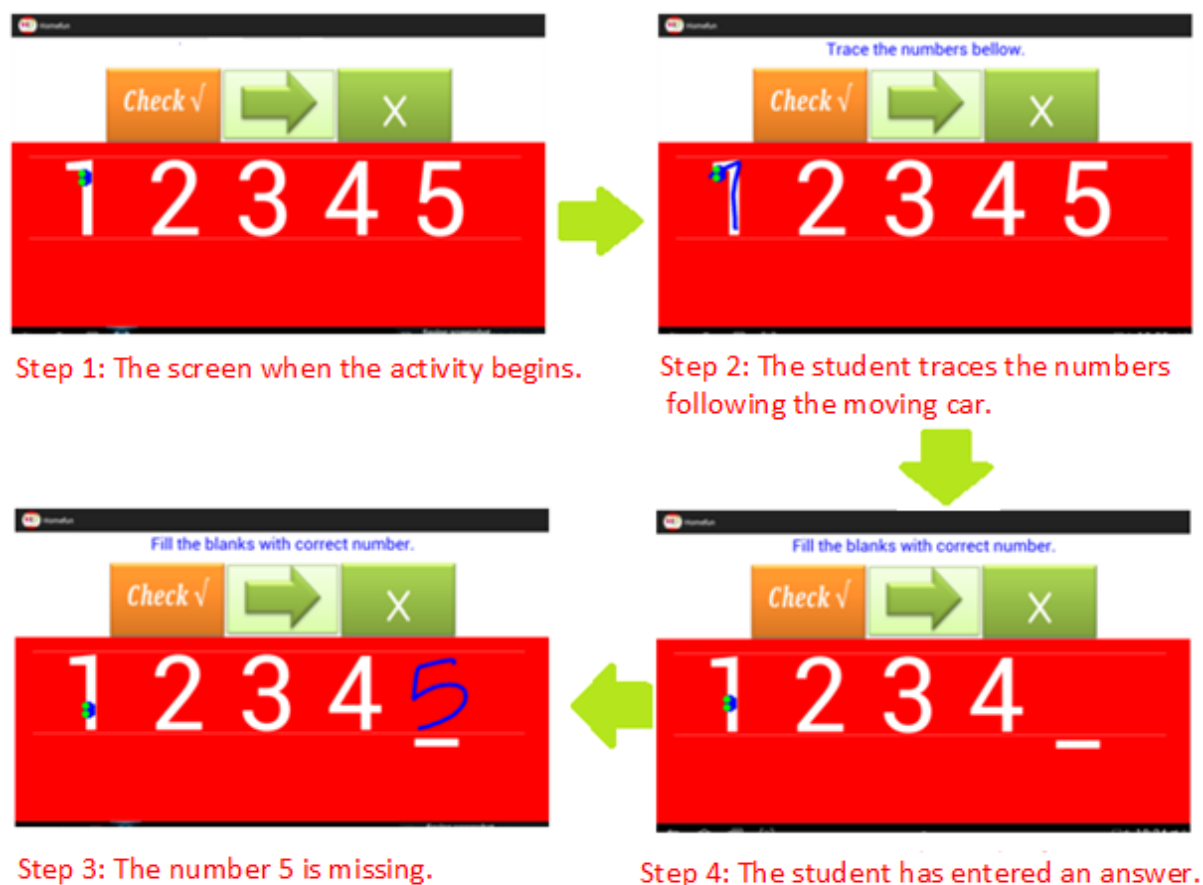 Homefun
Check √
X
1 2 3 4 5
Step 1: The screen when the activity begins.
Homefun
Trace the numbers bellow.
Check √
X
1 2 3 4 5
Step 2: The student traces the numbers
following the moving car.
Homefun
Fill the blanks with correct number.
Check √
X
1 2 3 4 5
Step 3: The number 5 is missing.
Homefun
Fill the blanks with correct number.
Check √
X
1 2 3 4 _
Step 4: The student has entered an answer.